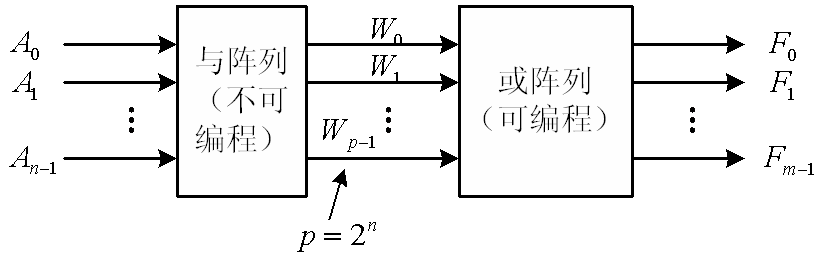 A₀ W₀ F₀
A₁ 与阵列 W₁ 或阵列 F₁
（不可 （可编程）
⋮ 编程） ⋮ ⋮
Aₙ₋₁ Wₚ₋₁ Fₘ₋₁
p = 2ⁿ